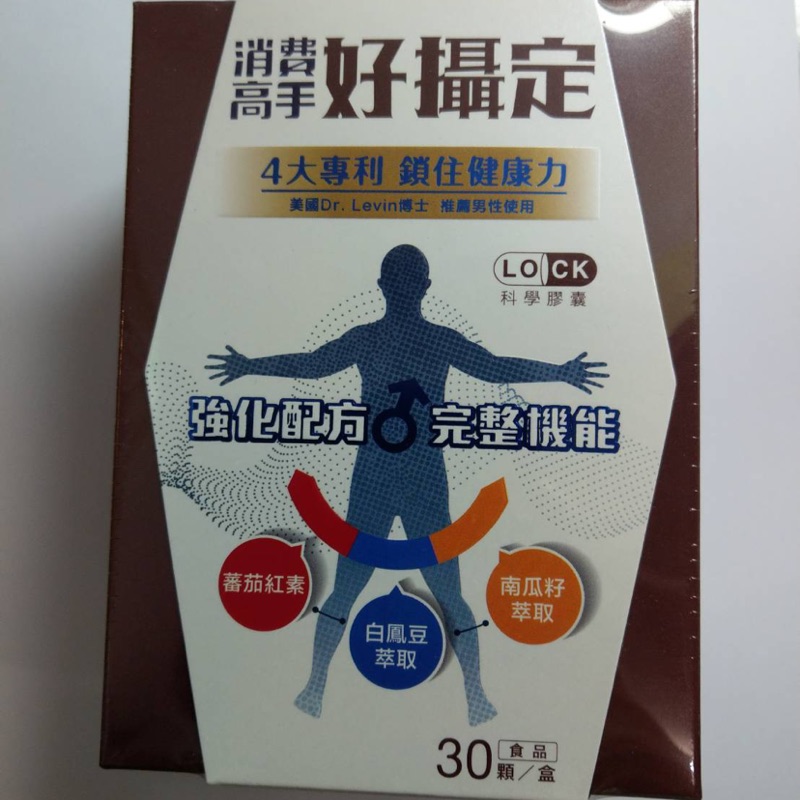 消費
高手
好攝定
4大專利 鎖住健康力
美國Dr. Levin博士 推薦男性使用
LOCK
科學膠囊
強化配方
完整機能
蕃茄紅素
白鳳豆
萃取
南瓜籽
萃取
30
食品
顆/盒